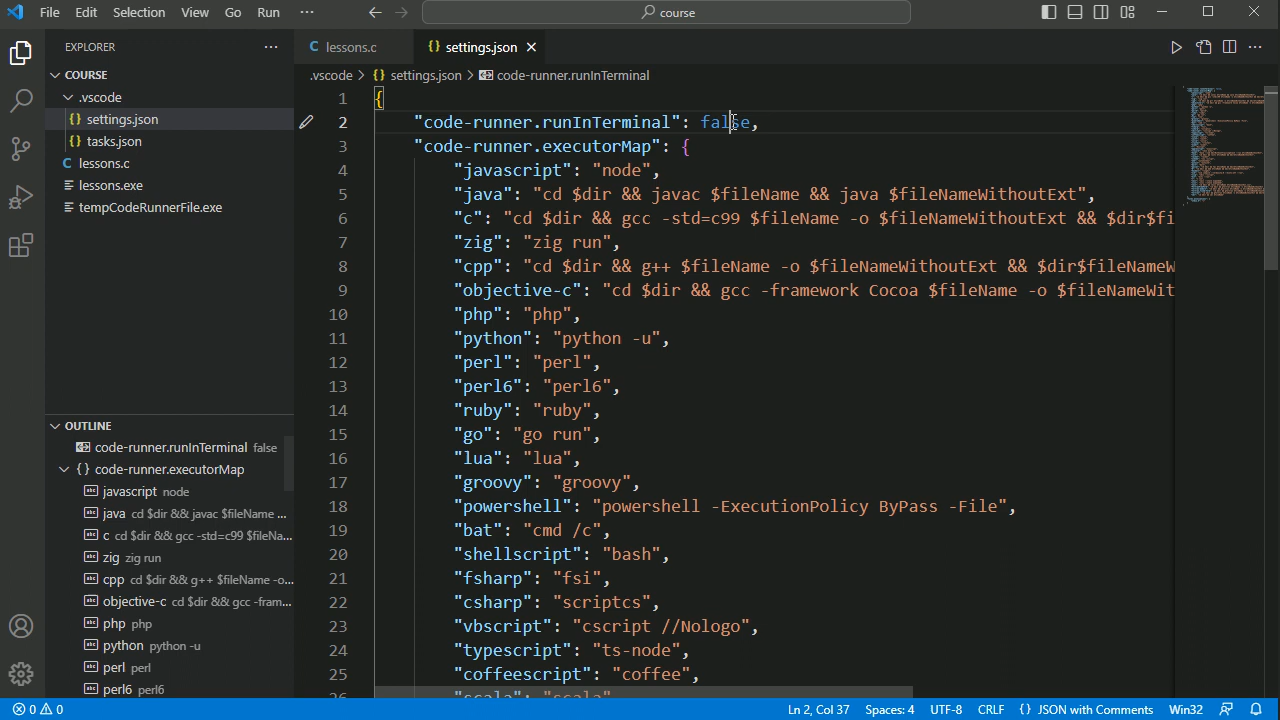 File Edit Selection View Go Run ··· course
EXPLORER ···
COURSE
.vscode
settings.json
tasks.json
lessons.c
lessons.exe
tempCodeRunnerFile.exe
OUTLINE
code-runner.runInTerminal false
{} code-runner.executorMap
javascript node
java cd $dir && javac $fileName ...
c cd $dir && gcc -std=c99 $fileNa...
zig zig run
cpp cd $dir && g++ $fileName -o...
objective-c cd $dir && gcc -fram...
php php
python python -u
perl perl
perl6 perl6
lessons.c settings.json
.vscode > {} settings.json > code-runner.runInTerminal
1 {
2 "code-runner.runInTerminal": false,
3 "code-runner.executorMap": {
4 "javascript": "node",
5 "java": "cd $dir && javac $fileName && java $fileNameWithoutExt",
6 "c": "cd $dir && gcc -std=c99 $fileName -o $fileNameWithoutExt && $dir$fi
7 "zig": "zig run",
8 "cpp": "cd $dir && g++ $fileName -o $fileNameWithoutExt && $dir$fileNameW
9 "objective-c": "cd $dir && gcc -framework Cocoa $fileName -o $fileNameWit
10 "php": "php",
11 "python": "python -u",
12 "perl": "perl",
13 "perl6": "perl6",
14 "ruby": "ruby",
15 "go": "go run",
16 "lua": "lua",
17 "groovy": "groovy",
18 "powershell": "powershell -ExecutionPolicy ByPass -File",
19 "bat": "cmd /c",
20 "shellscript": "bash",
21 "fsharp": "fsi",
22 "csharp": "scriptcs",
23 "vbscript": "cscript //Nologo",
24 "typescript": "ts-node",
25 "coffeescript": "coffee",
26 "scala": "scala"
0 0 Ln 2, Col 37 Spaces: 4 UTF-8 CRLF {} JSON with Comments Win32